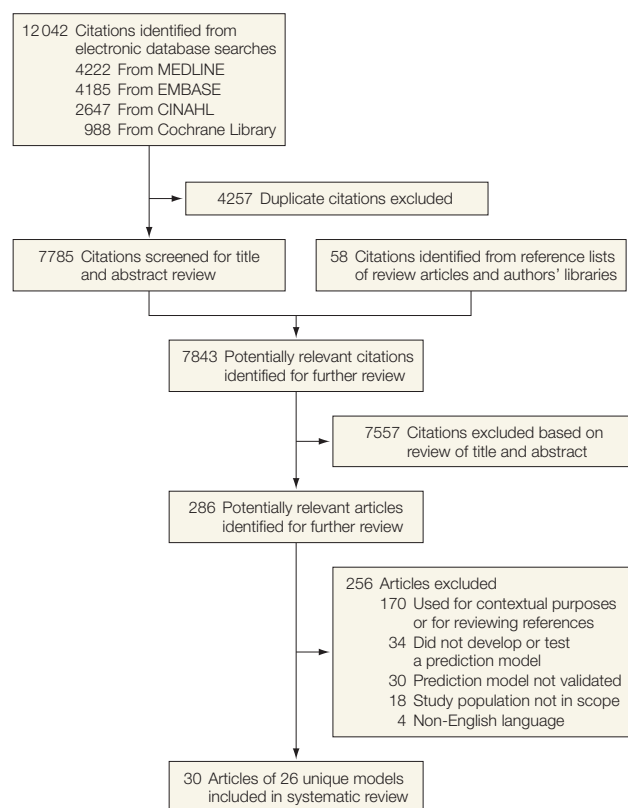 12 042 Citations identified from
electronic database searches
4222 From MEDLINE
4185 From EMBASE
2647 From CINAHL
988 From Cochrane Library
4257 Duplicate citations excluded
7785 Citations screened for title
and abstract review
58 Citations identified from reference lists
of review articles and authors' libraries
7843 Potentially relevant citations
identified for further review
7557 Citations excluded based on
review of title and abstract
286 Potentially relevant articles
identified for further review
256 Articles excluded
170 Used for contextual purposes
or for reviewing references
34 Did not develop or test
a prediction model
30 Prediction model not validated
18 Study population not in scope
4 Non-English language
30 Articles of 26 unique models
included in systematic review